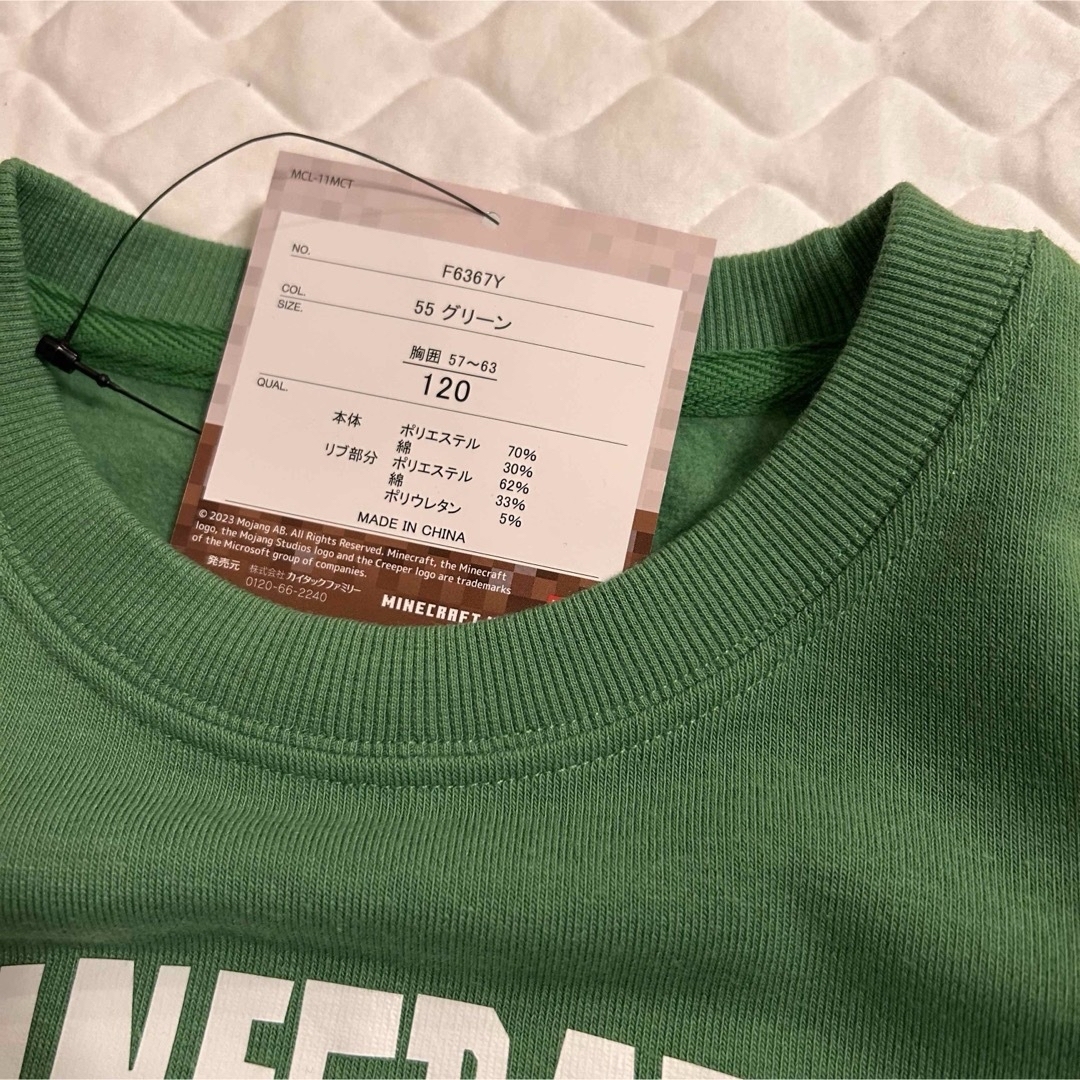 MCL-11MCT
NO. F6367Y
COL. 55 グリーン
SIZE. 胸囲 57～63
120
QUAL.
本体 ポリエステル 70%
綿 30%
リブ部分 ポリエステル 62%
綿 33%
ポリウレタン 5%
MADE IN CHINA
© 2023 Mojang AB. All Rights Reserved. Minecraft, the Minecraft
logo, the Mojang Studios logo and the Creeper logo are trademarks
of the Microsoft group of companies.
発売元 株式会社 カイタックファミリー
0120-66-2240
MINECRAFT